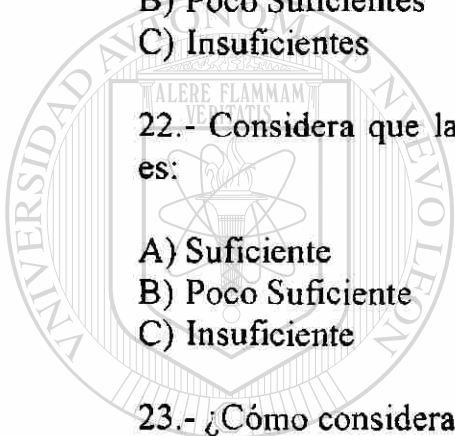 B) Poco Suficientes
C) Insuficientes
ALERE FLAMMAM
VERITATIS
22.- Considera que la
es:
A) Suficiente
B) Poco Suficiente
C) Insuficiente
23.- ¿Cómo considera